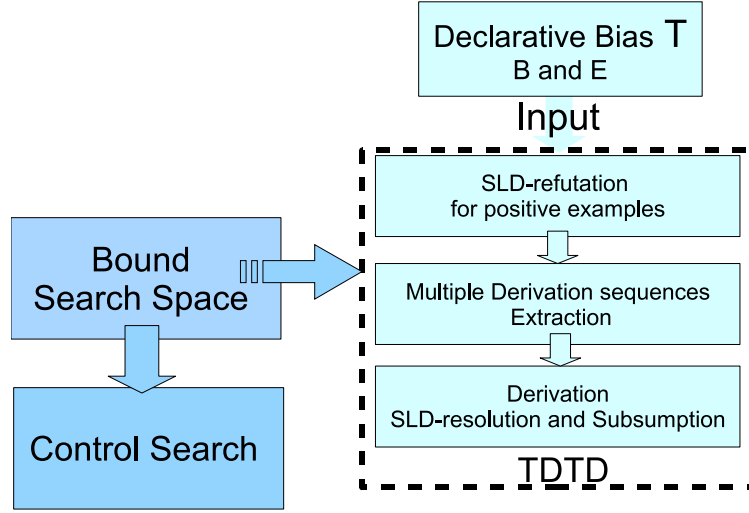 Declarative Bias T
B and E
Input
SLD-refutation
for positive examples
Multiple Derivation sequences
Extraction
Derivation
SLD-resolution and Subsumption
TDTD
Bound
Search Space
Control Search